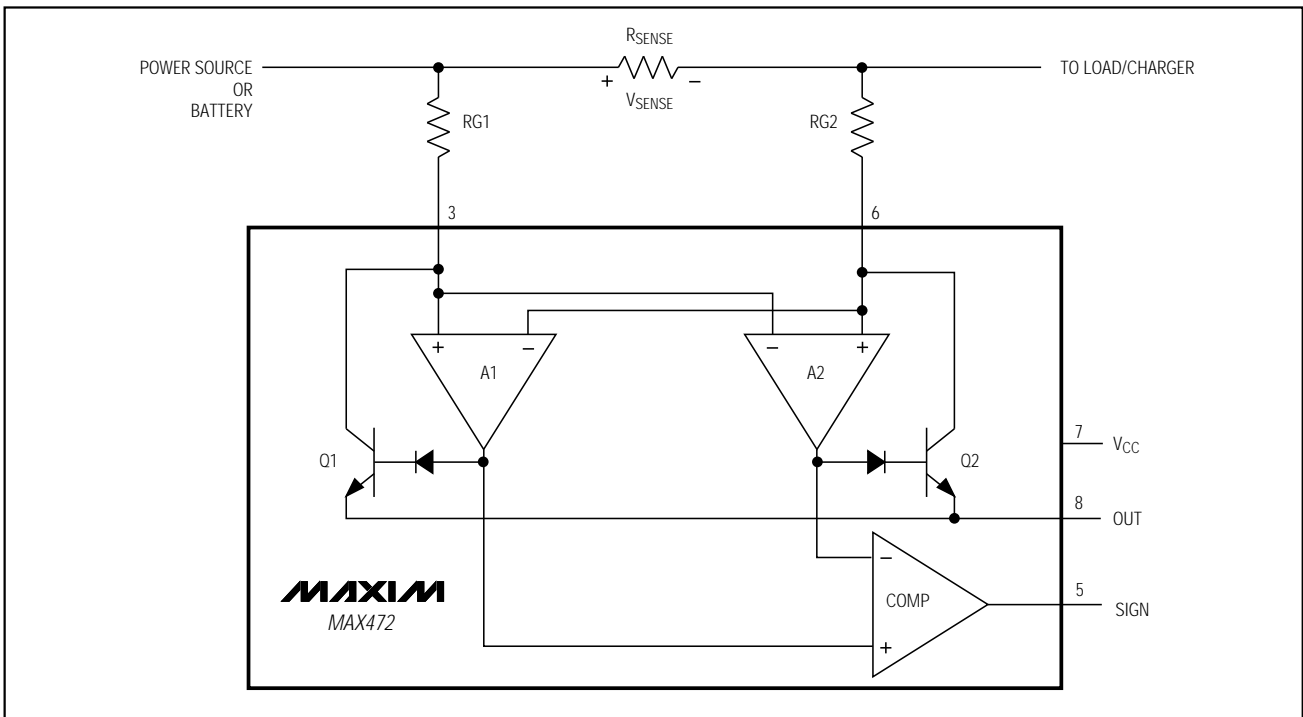 RSENSE
POWER SOURCE
OR
BATTERY
+
−
VSENSE
TO LOAD/CHARGER
RG1
RG2
3
6
+
−
A1
−
+
A2
7
VCC
Q1
Q2
8
OUT
−
COMP
+
5
SIGN
MAXIM
MAX472